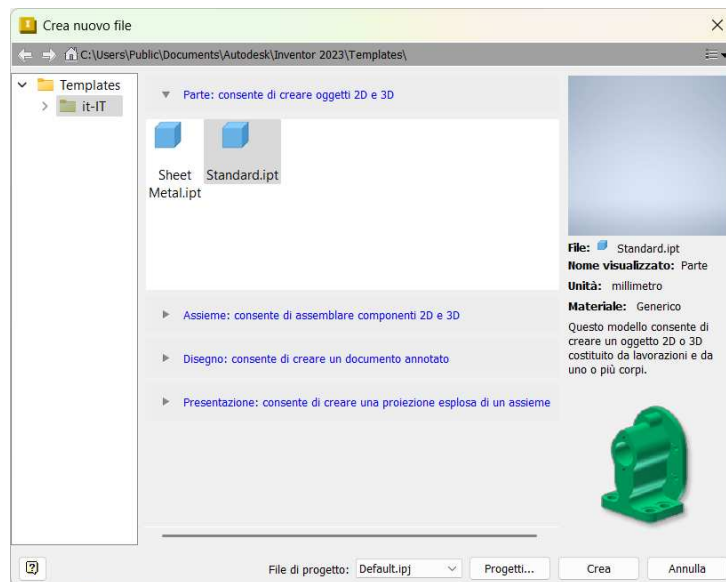 Crea nuovo file
C:\Users\Public\Documents\Autodesk\Inventor 2023\Templates\
Templates
it-IT
Parte: consente di creare oggetti 2D e 3D
Sheet
Metal.ipt
Standard.ipt
Assieme: consente di assemblare componenti 2D e 3D
Disegno: consente di creare un documento annotato
Presentazione: consente di creare una proiezione esplosa di un assieme
File: Standard.ipt
Nome visualizzato: Parte
Unità: millimetro
Materiale: Generico
Questo modello consente di
creare un oggetto 2D o 3D
costituito da lavorazioni e da
uno o più corpi.
?
File di progetto: Default.ipj
Progetti...
Crea
Annulla